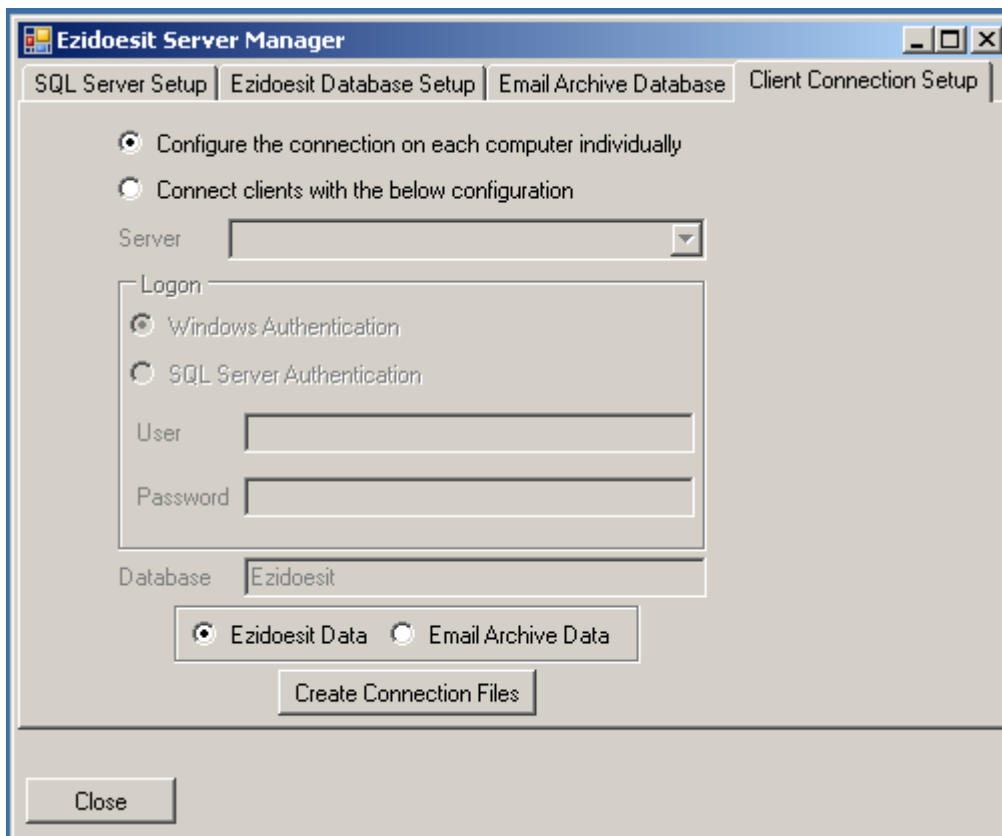 Ezidoesit Server Manager
SQL Server Setup
Ezidoesit Database Setup
Email Archive Database
Client Connection Setup
Configure the connection on each computer individually
Connect clients with the below configuration
Server
Logon
Windows Authentication
SQL Server Authentication
User
Password
Database
Ezidoesit
Ezidoesit Data
Email Archive Data
Create Connection Files
Close